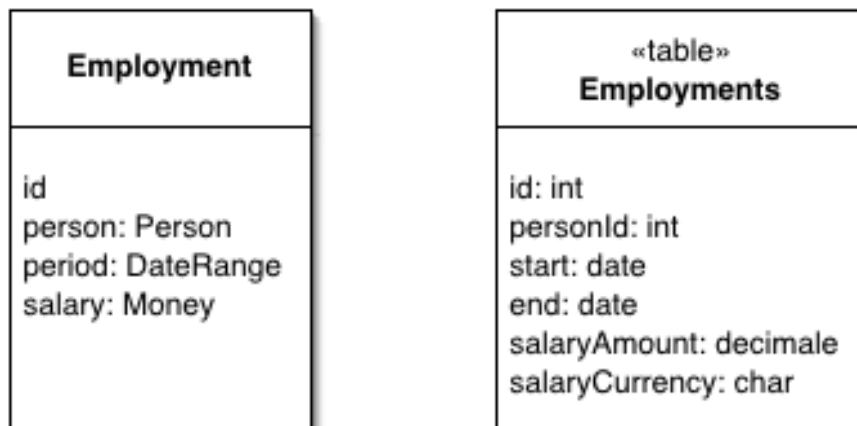 Employment
id
person: Person
period: DateRange
salary: Money
«table»
Employments
id: int
personId: int
start: date
end: date
salaryAmount: decimale
salaryCurrency: char